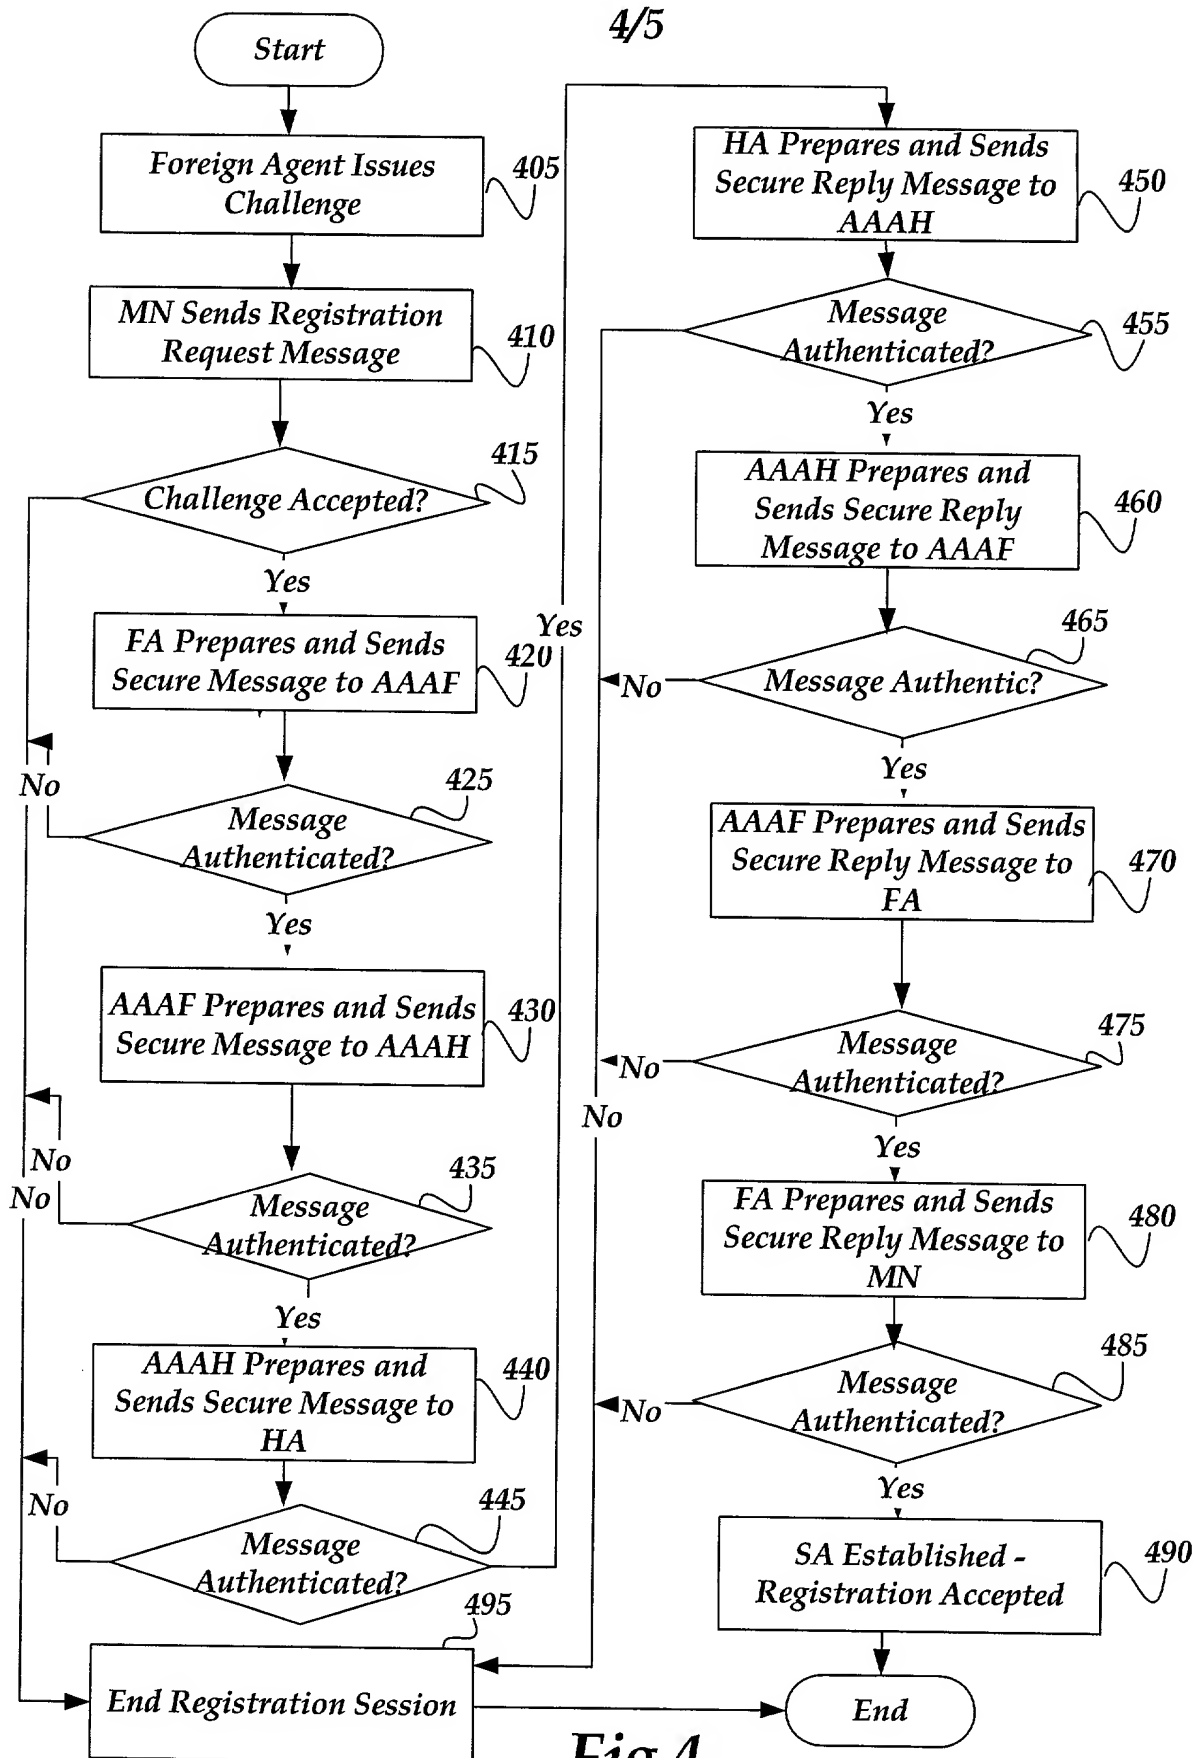 4/5
Start
Foreign Agent Issues
Challenge
405
MN Sends Registration
Request Message
410
Challenge Accepted?
415
Yes
FA Prepares and Sends
Secure Message to AAAF
420
No
Message
Authenticated?
425
Yes
AAAF Prepares and Sends
Secure Message to AAAH
430
No
No
Message
Authenticated?
435
Yes
AAAH Prepares and
Sends Secure Message to
HA
440
No
Message
Authenticated?
445
Yes
End Registration Session
495
HA Prepares and Sends
Secure Reply Message to
AAAH
450
Message
Authenticated?
455
Yes
AAAH Prepares and
Sends Secure Reply
Message to AAAF
460
Message Authentic?
465
No
Yes
AAAF Prepares and Sends
Secure Reply Message to
FA
470
Message
Authenticated?
475
No
No
Yes
FA Prepares and Sends
Secure Reply Message to
MN
480
Message
Authenticated?
485
No
Yes
SA Established -
Registration Accepted
490
End
Fig 4